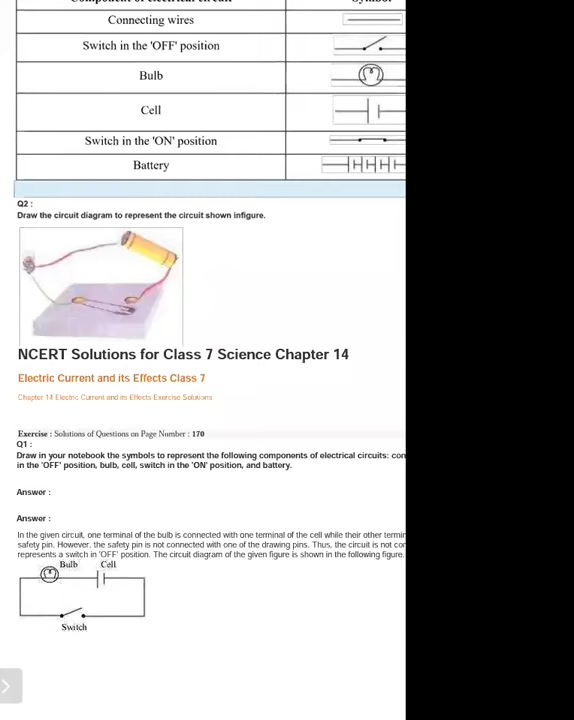 Component of electrical circuit Symbol
Connecting wires
Switch in the 'OFF' position
Bulb
Cell
Switch in the 'ON' position
Battery
Q2 :
Draw the circuit diagram to represent the circuit shown infigure.
NCERT Solutions for Class 7 Science Chapter 14
Electric Current and its Effects Class 7
Chapter 14 Electric Current and its Effects Exercise Solutions
Exercise : Solutions of Questions on Page Number : 170
Q1 :
Draw in your notebook the symbols to represent the following components of electrical circuits: con
in the 'OFF' position, bulb, cell, switch in the 'ON' position, and battery.
Answer :
Answer :
In the given circuit, one terminal of the bulb is connected with one terminal of the cell while their other termin
safety pin. However, the safety pin is not connected with one of the drawing pins. Thus, the circuit is not cor
represents a switch in 'OFF' position. The circuit diagram of the given figure is shown in the following figure.
Bulb Cell
Switch